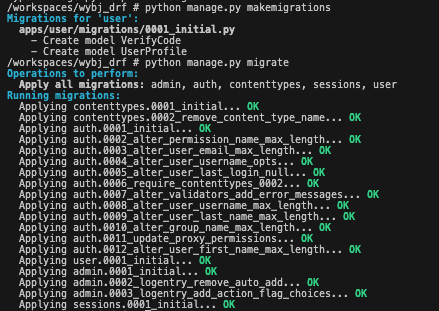 /workspaces/wybj_drf # python manage.py makemigrations
Migrations for 'user':
apps/user/migrations/0001_initial.py
- Create model VerifyCode
- Create model UserProfile
/workspaces/wybj_drf # python manage.py migrate
Operations to perform:
Apply all migrations: admin, auth, contenttypes, sessions, user
Running migrations:
Applying contenttypes.0001_initial... OK
Applying contenttypes.0002_remove_content_type_name... OK
Applying auth.0001_initial... OK
Applying auth.0002_alter_permission_name_max_length... OK
Applying auth.0003_alter_user_email_max_length... OK
Applying auth.0004_alter_user_username_opts... OK
Applying auth.0005_alter_user_last_login_null... OK
Applying auth.0006_require_contenttypes_0002... OK
Applying auth.0007_alter_validators_add_error_messages... OK
Applying auth.0008_alter_user_username_max_length... OK
Applying auth.0009_alter_user_last_name_max_length... OK
Applying auth.0010_alter_group_name_max_length... OK
Applying auth.0011_update_proxy_permissions... OK
Applying auth.0012_alter_user_first_name_max_length... OK
Applying user.0001_initial... OK
Applying admin.0001_initial... OK
Applying admin.0002_logentry_remove_auto_add... OK
Applying admin.0003_logentry_add_action_flag_choices... OK
Applying sessions.0001_initial... OK